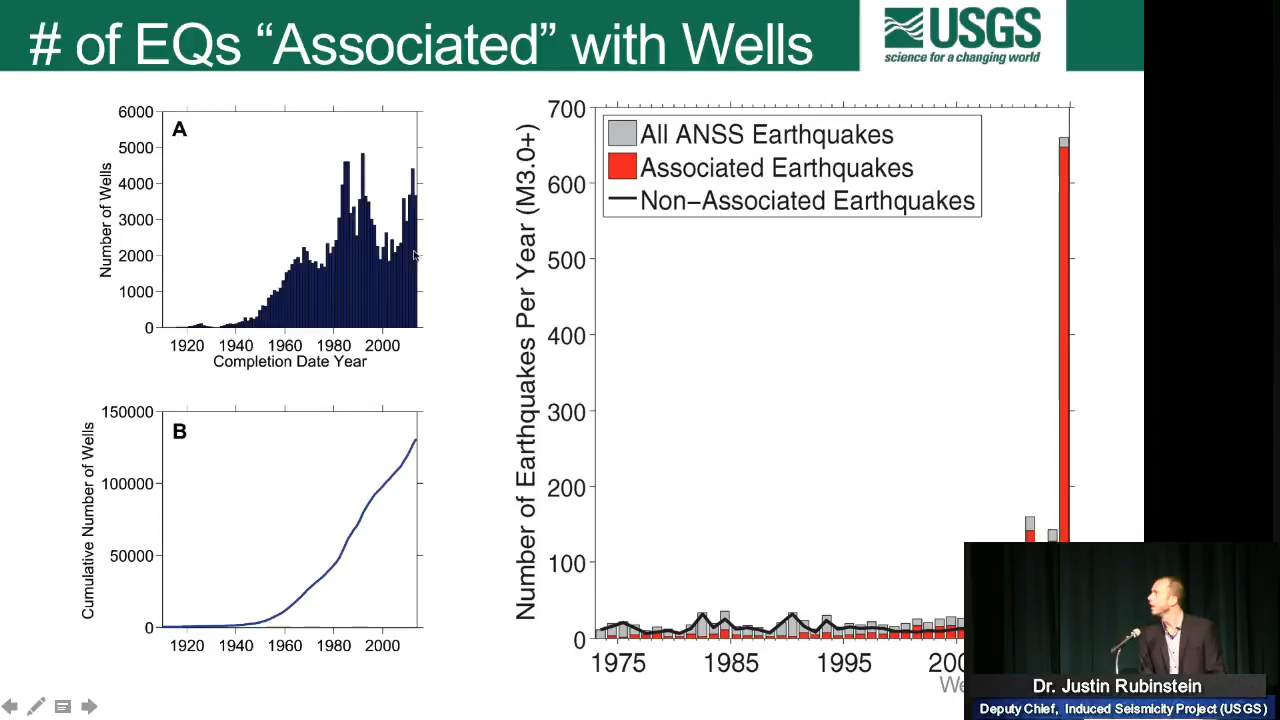 # of EQs “Associated” with Wells
USGS
science for a changing world
A
6000
5000
4000
3000
2000
1000
0
Number of Wells
1920 1940 1960 1980 2000
Completion Date Year
B
150000
100000
50000
0
Cumulative Number of Wells
1920 1940 1960 1980 2000
700
600
500
400
300
200
100
0
Number of Earthquakes Per Year (M3.0+)
All ANSS Earthquakes
Associated Earthquakes
Non–Associated Earthquakes
1975 1985 1995 200
We
Dr. Justin Rubinstein
Deputy Chief, Induced Seismicity Project (USGS)